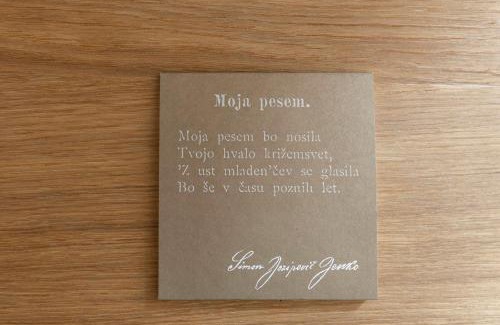 Moja pesem.
Moja pesem bo nosila
Tvojo hvalo križemsvet,
'Z ust mladen'čev se glasila
Bo še v času poznih let.
Simon Jenko